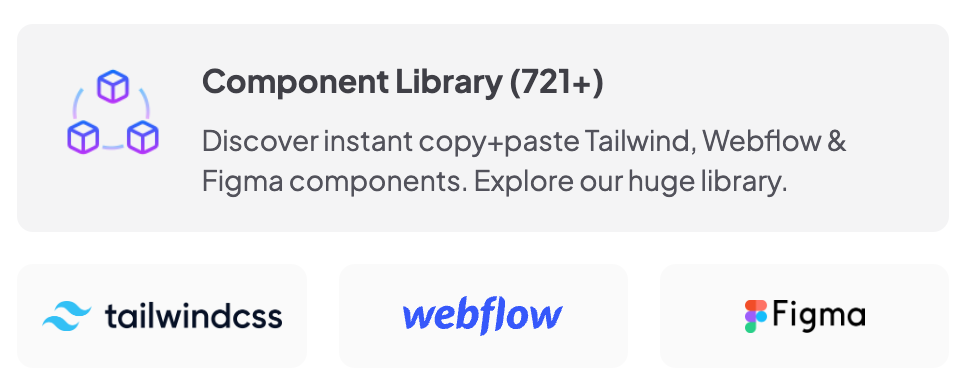 Component Library (721+)
Discover instant copy+paste Tailwind, Webflow &
Figma components. Explore our huge library.
tailwindcss
webflow
Figma